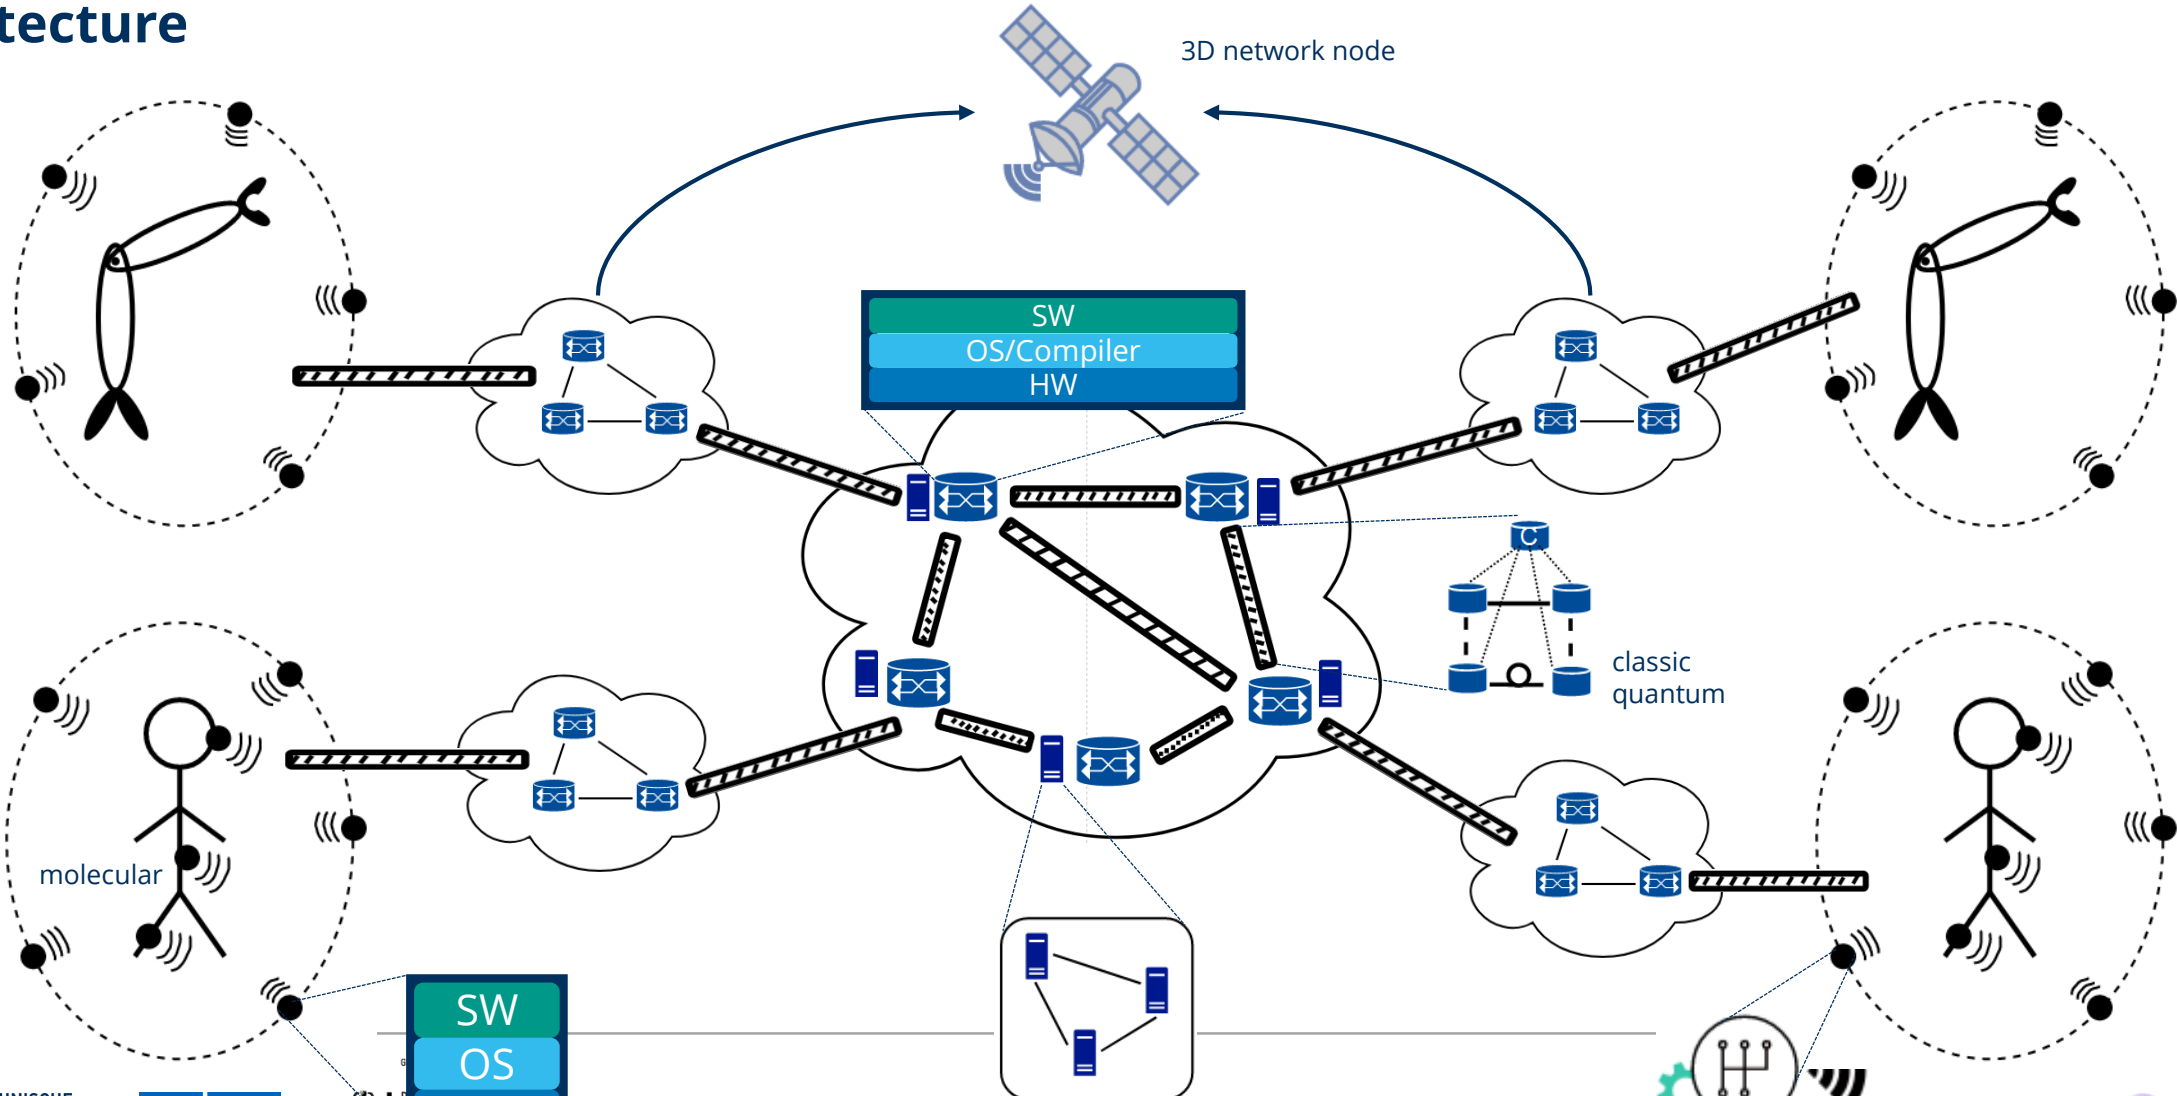 tecture
3D network node
SW
OS/Compiler
HW
C
classic
quantum
molecular
SW
OS